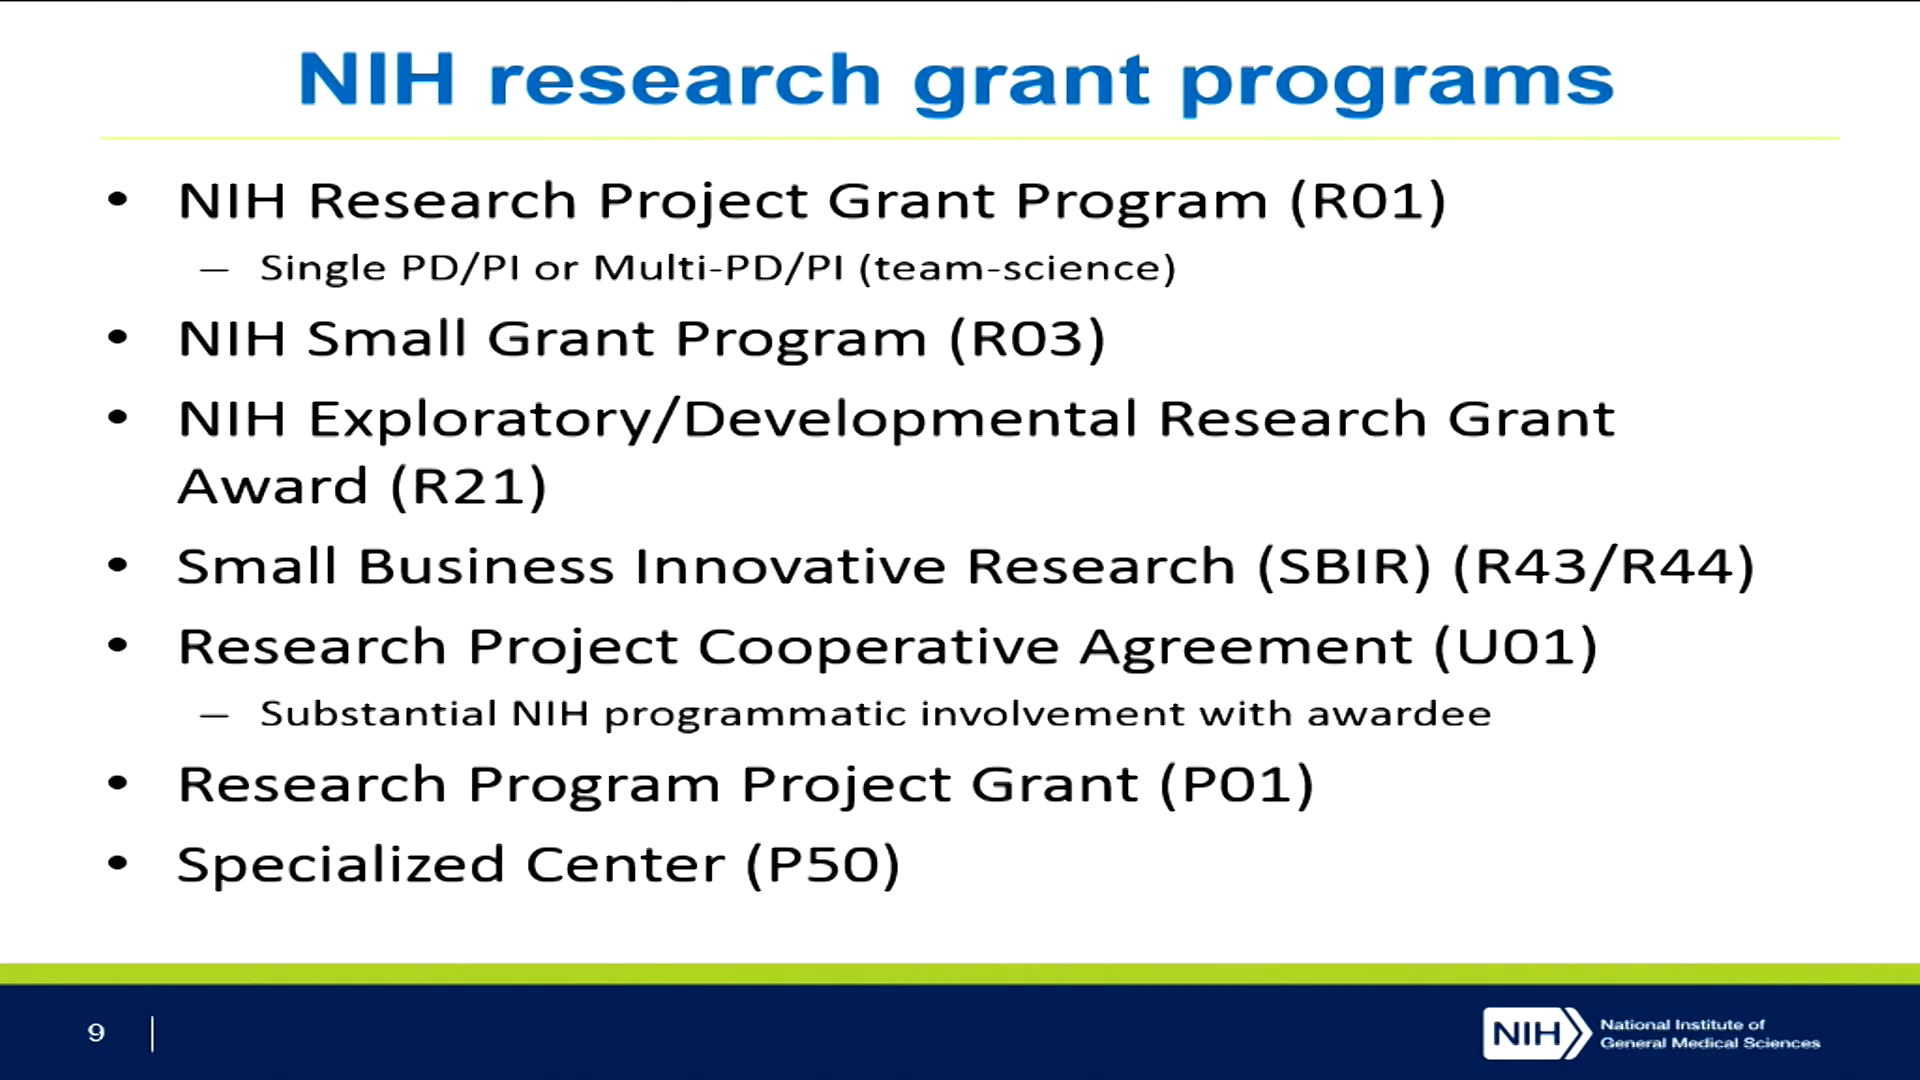 NIH research grant programs
• NIH Research Project Grant Program (R01)
– Single PD/PI or Multi-PD/PI (team-science)
• NIH Small Grant Program (R03)
• NIH Exploratory/Developmental Research Grant
Award (R21)
• Small Business Innovative Research (SBIR) (R43/R44)
• Research Project Cooperative Agreement (U01)
– Substantial NIH programmatic involvement with awardee
• Research Program Project Grant (P01)
• Specialized Center (P50)
9
NIH
National Institute of
General Medical Sciences